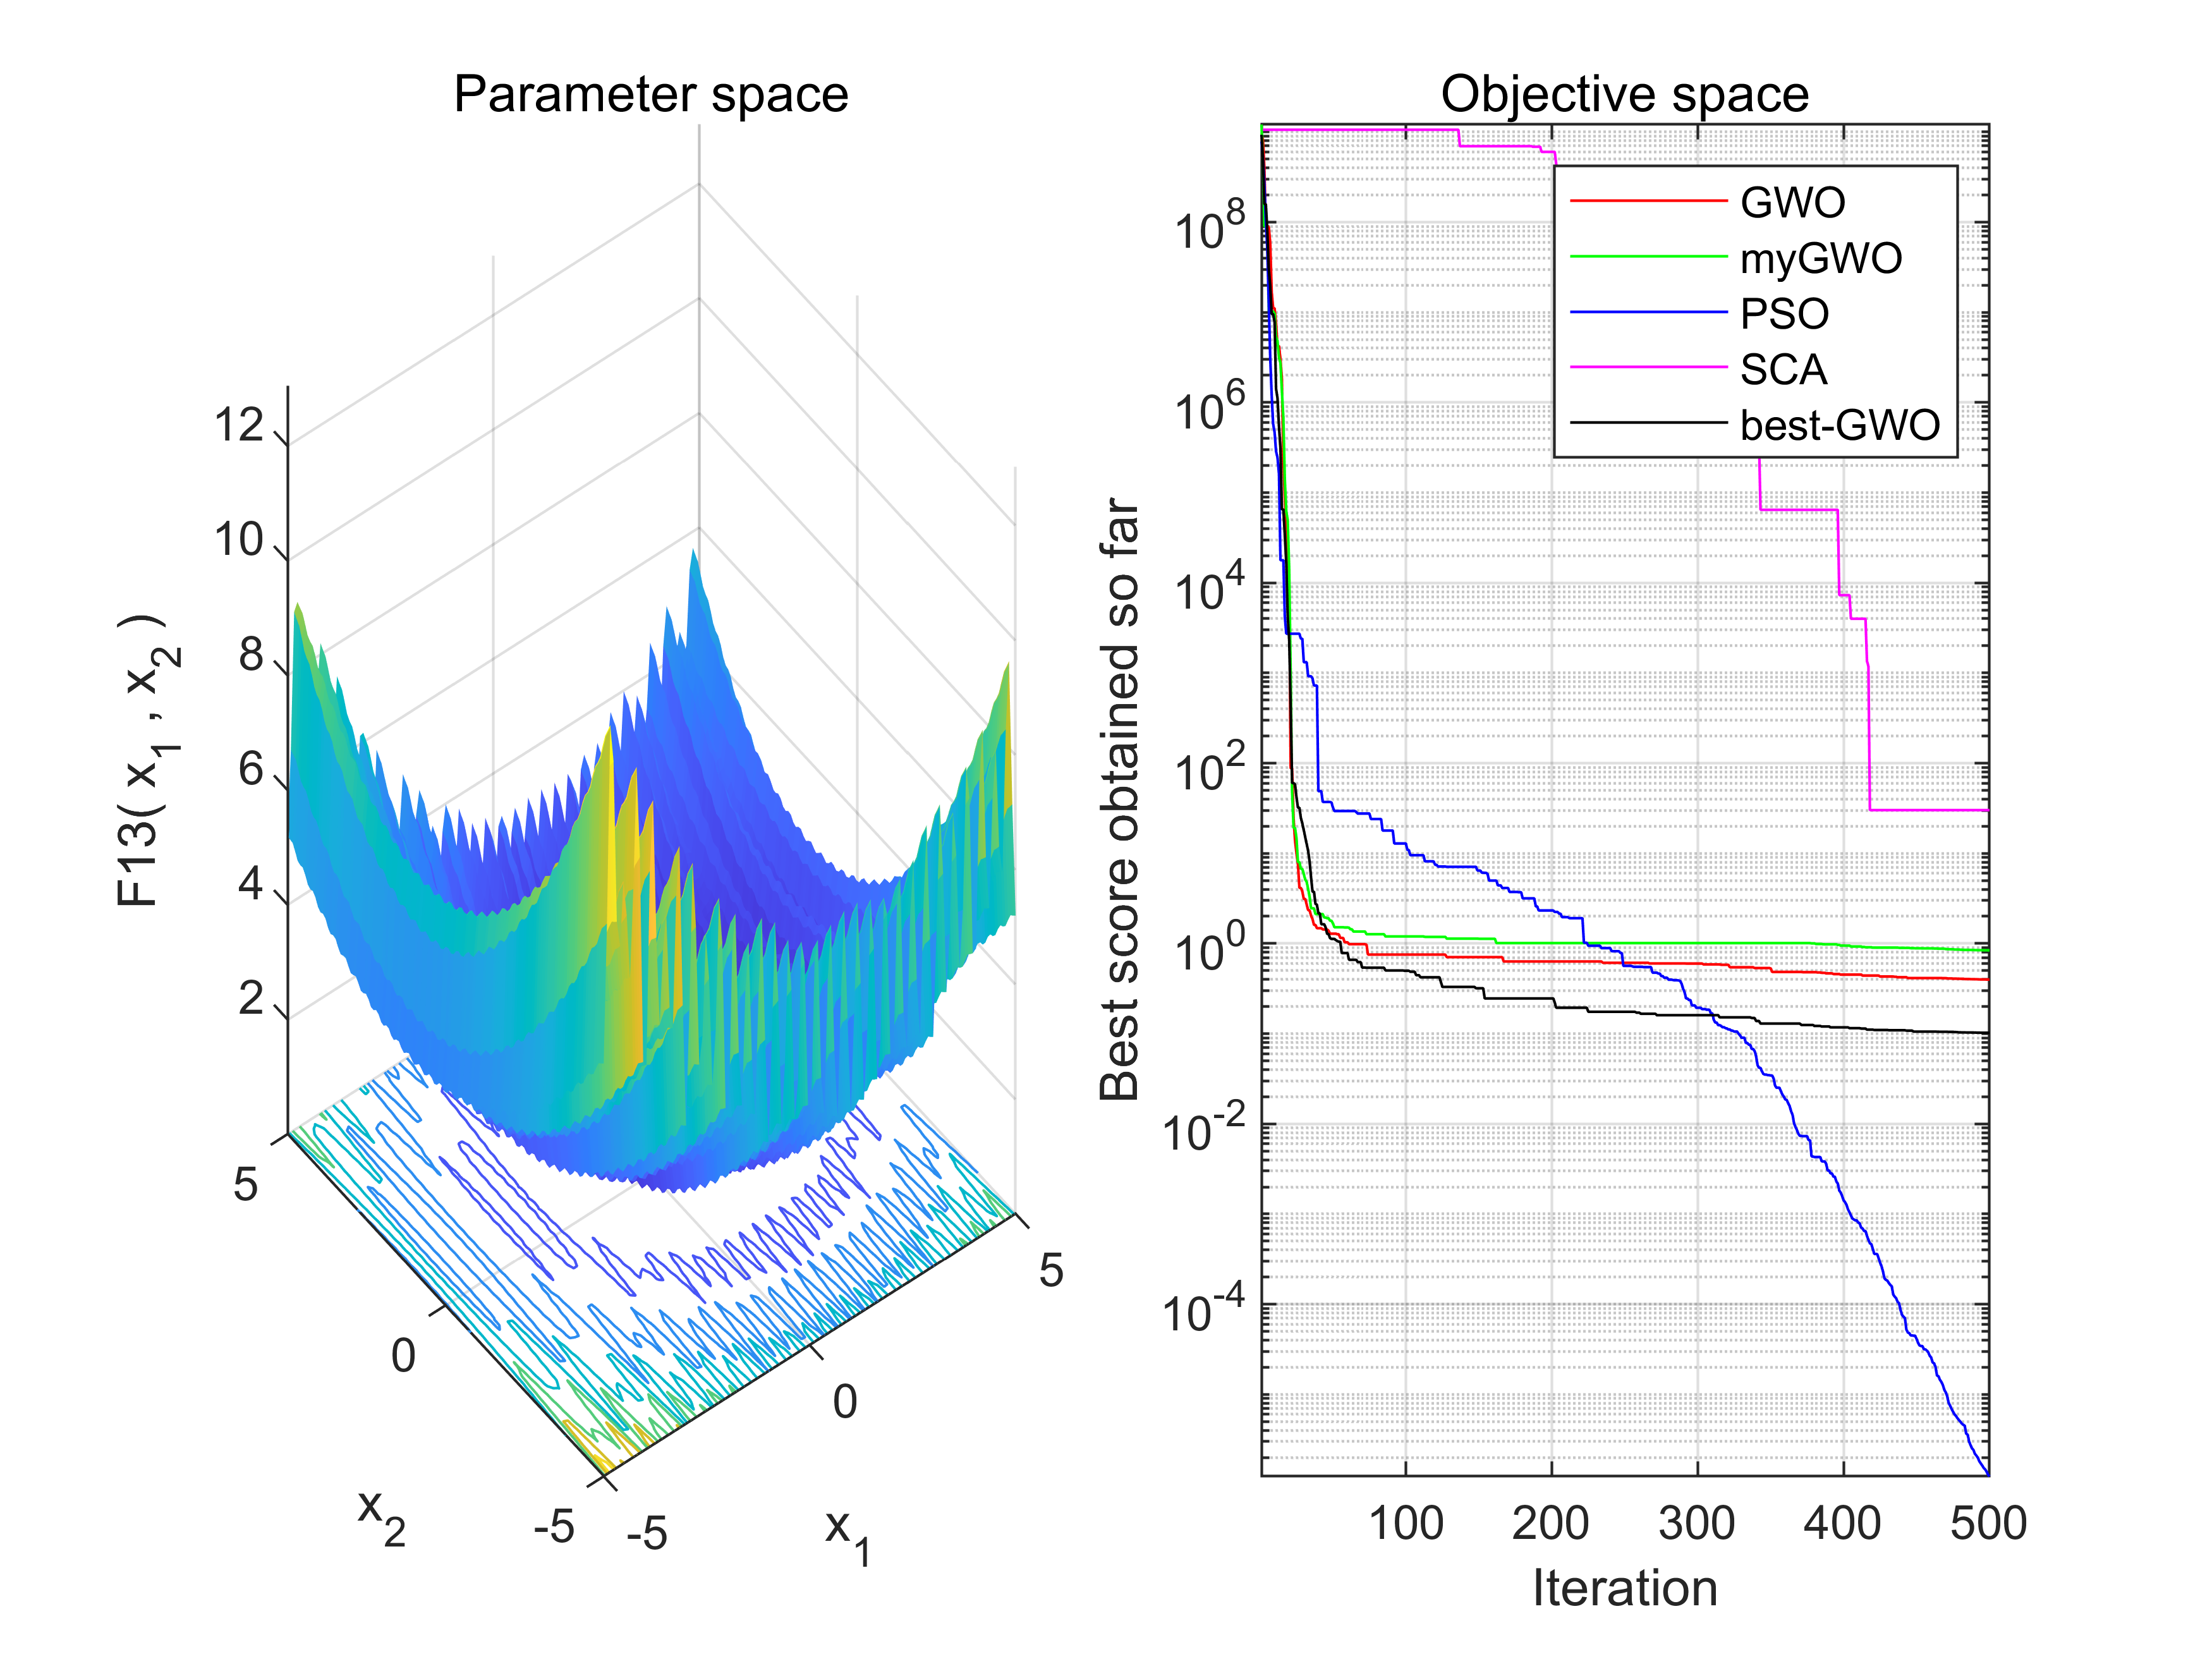 Parameter space
12
10
8
6
4
2
F13( x1 , x2 )
5
0
-5
x2
-5
0
5
x1
Objective space
10^8
10^6
10^4
10^2
10^0
10^-2
10^-4
Best score obtained so far
GWO
myGWO
PSO
SCA
best-GWO
100 200 300 400 500
Iteration